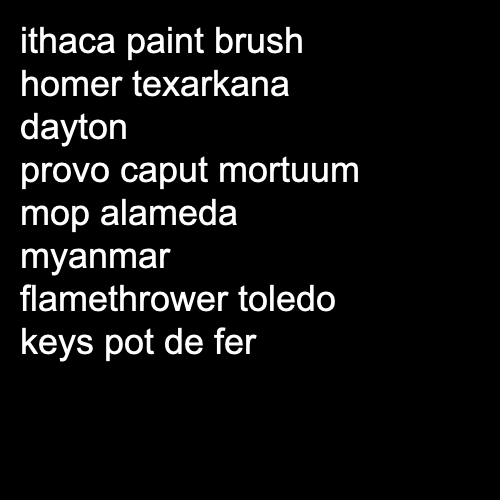 ithaca paint brush
homer texarkana
dayton
provo caput mortuum
mop alameda
myanmar
flamethrower toledo
keys pot de fer